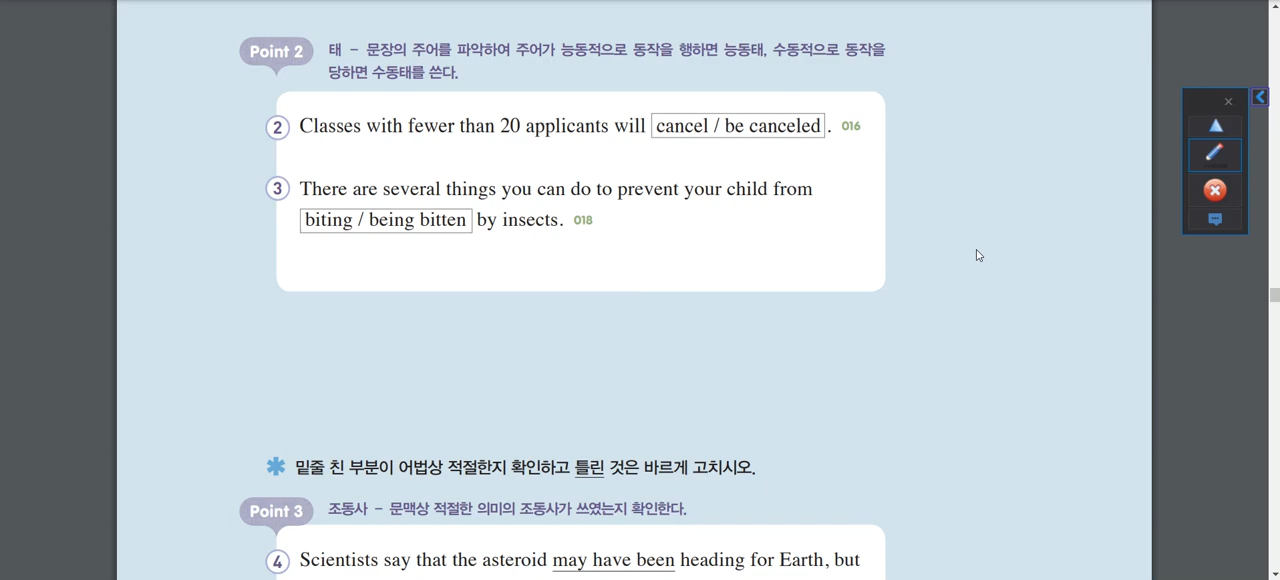 Point 2 태 – 문장의 주어를 파악하여 주어가 능동적으로 동작을 행하면 능동태, 수동적으로 동작을
당하면 수동태를 쓴다.
2 Classes with fewer than 20 applicants will cancel / be canceled . 016
3 There are several things you can do to prevent your child from
biting / being bitten by insects. 018
✱ 밑줄 친 부분이 어법상 적절한지 확인하고 틀린 것은 바르게 고치시오.
Point 3 조동사 – 문맥상 적절한 의미의 조동사가 쓰였는지 확인한다.
4 Scientists say that the asteroid may have been heading for Earth, but